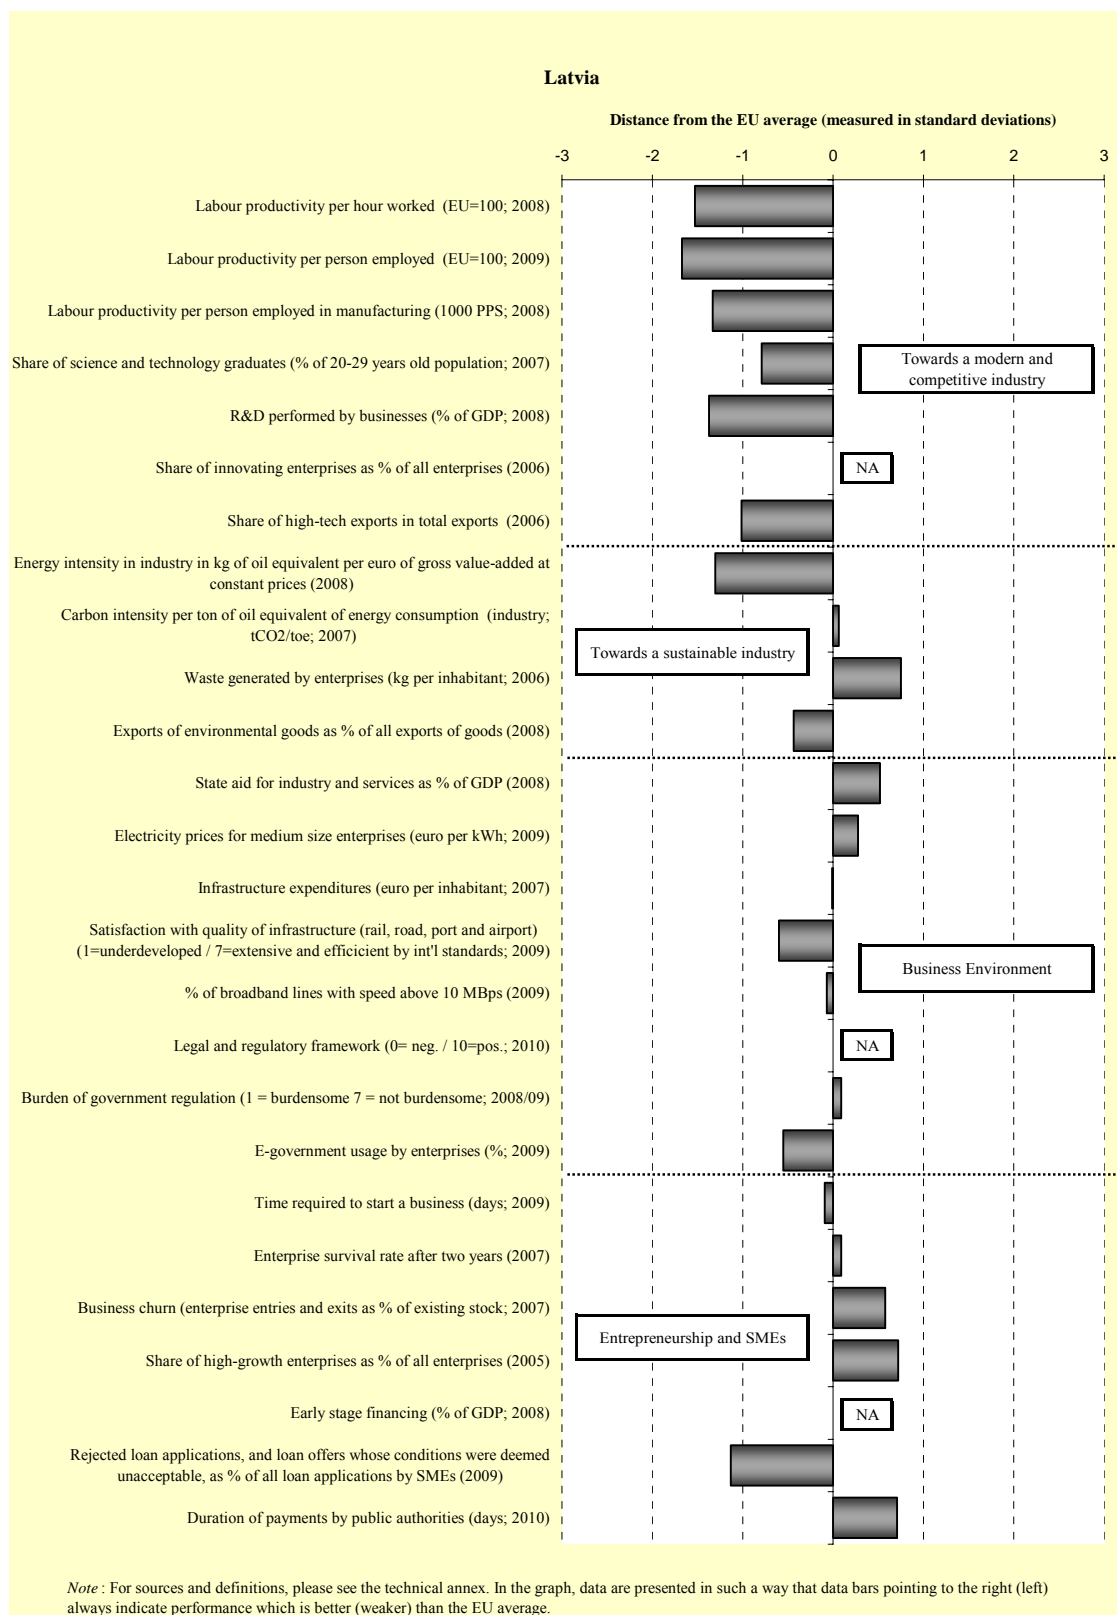 Latvia
Distance from the EU average (measured in standard deviations)
-3 -2 -1 0 1 2 3
Labour productivity per hour worked (EU=100; 2008)
Labour productivity per person employed (EU=100; 2009)
Labour productivity per person employed in manufacturing (1000 PPS; 2008)
Share of science and technology graduates (% of 20-29 years old population; 2007)
Towards a modern and
competitive industry
R&D performed by businesses (% of GDP; 2008)
Share of innovating enterprises as % of all enterprises (2006)
NA
Share of high-tech exports in total exports (2006)
Energy intensity in industry in kg of oil equivalent per euro of gross value-added at
constant prices (2008)
Carbon intensity per ton of oil equivalent of energy consumption (industry;
tCO2/toe; 2007)
Towards a sustainable industry
Waste generated by enterprises (kg per inhabitant; 2006)
Exports of environmental goods as % of all exports of goods (2008)
State aid for industry and services as % of GDP (2008)
Electricity prices for medium size enterprises (euro per kWh; 2009)
Infrastructure expenditures (euro per inhabitant; 2007)
Satisfaction with quality of infrastructure (rail, road, port and airport)
(1=underdeveloped / 7=extensive and efficicient by int'l standards; 2009)
Business Environment
% of broadband lines with speed above 10 MBps (2009)
Legal and regulatory framework (0= neg. / 10=pos.; 2010)
NA
Burden of government regulation (1 = burdensome 7 = not burdensome; 2008/09)
E-government usage by enterprises (%; 2009)
Time required to start a business (days; 2009)
Enterprise survival rate after two years (2007)
Business churn (enterprise entries and exits as % of existing stock; 2007)
Entrepreneurship and SMEs
Share of high-growth enterprises as % of all enterprises (2005)
Early stage financing (% of GDP; 2008)
NA
Rejected loan applications, and loan offers whose conditions were deemed
unacceptable, as % of all loan applications by SMEs (2009)
Duration of payments by public authorities (days; 2010)
Note : For sources and definitions, please see the technical annex. In the graph, data are presented in such a way that data bars pointing to the right (left)
always indicate performance which is better (weaker) than the EU average.